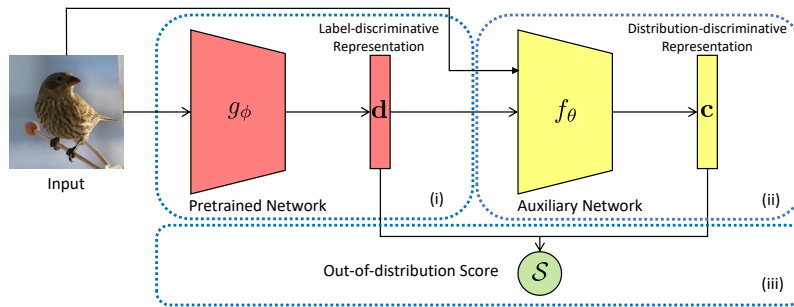 Label-discriminative
Representation
Distribution-discriminative
Representation
g_ϕ
d
f_θ
c
Input
Pretrained Network
(i)
Auxiliary Network
(ii)
Out-of-distribution Score
S
(iii)